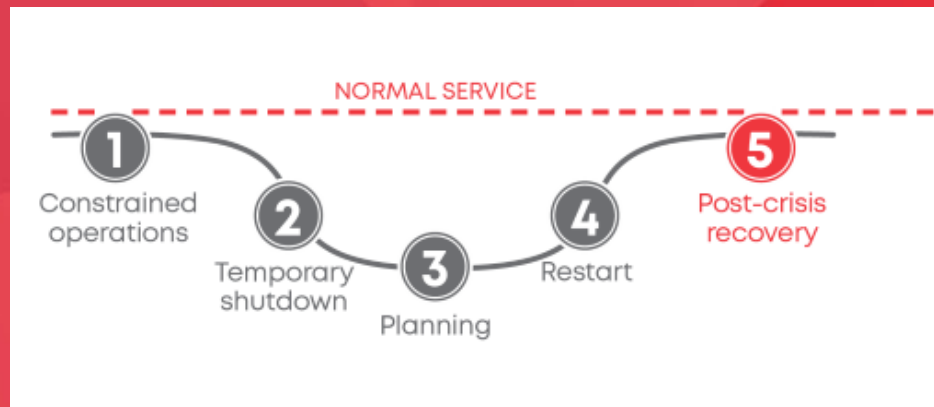 NORMAL SERVICE
1
Constrained
operations
2
Temporary
shutdown
3
Planning
4
Restart
5
Post-crisis
recovery